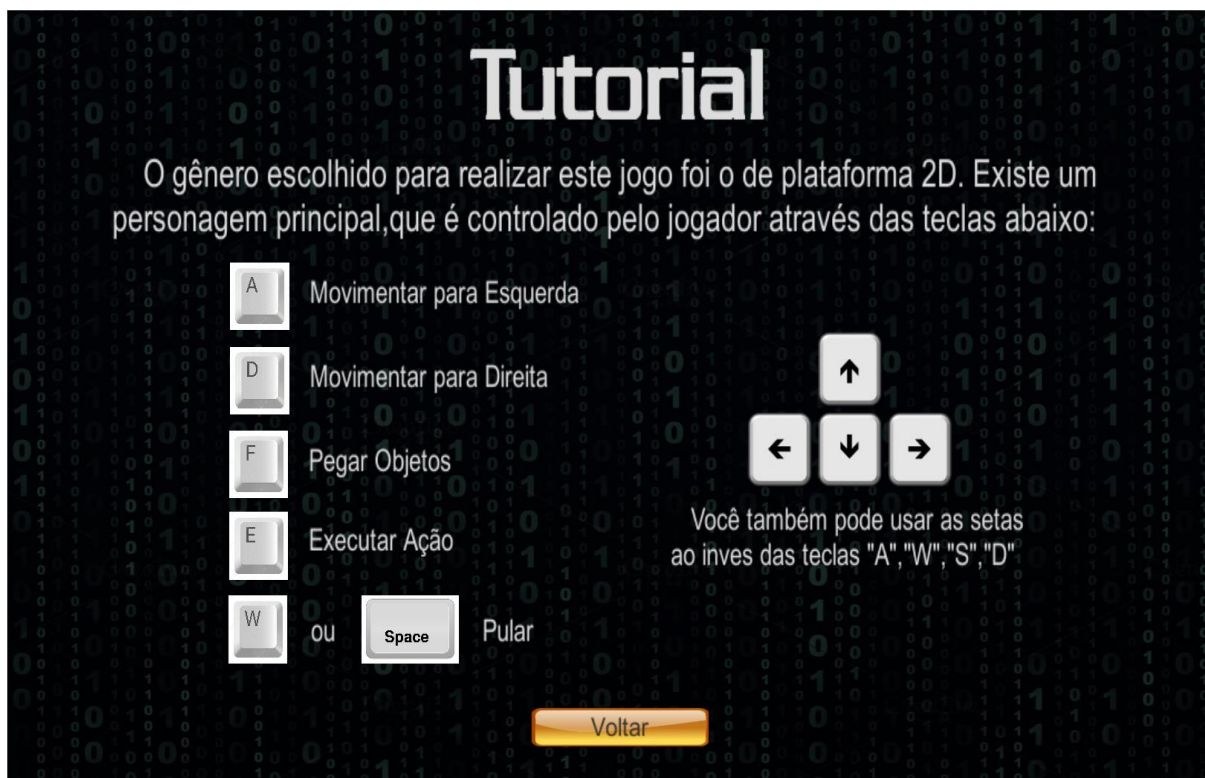 Tutorial
O gênero escolhido para realizar este jogo foi o de plataforma 2D. Existe um
personagem principal,que é controlado pelo jogador através das teclas abaixo:
A Movimentar para Esquerda
D Movimentar para Direita
F Pegar Objetos
E Executar Ação
W ou Space Pular
Você também pode usar as setas
ao inves das teclas "A","W","S","D"
Voltar